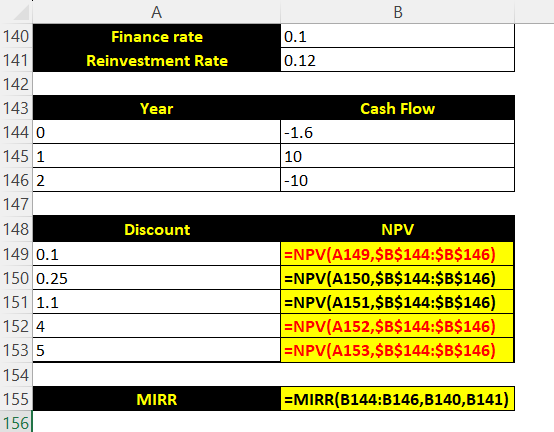 A B
140 Finance rate 0.1
141 Reinvestment Rate 0.12
142
143 Year Cash Flow
144 0 -1.6
145 1 10
146 2 -10
147
148 Discount NPV
149 0.1 =NPV(A149,$B$144:$B$146)
150 0.25 =NPV(A150,$B$144:$B$146)
151 1.1 =NPV(A151,$B$144:$B$146)
152 4 =NPV(A152,$B$144:$B$146)
153 5 =NPV(A153,$B$144:$B$146)
154
155 MIRR =MIRR(B144:B146,B140,B141)
156